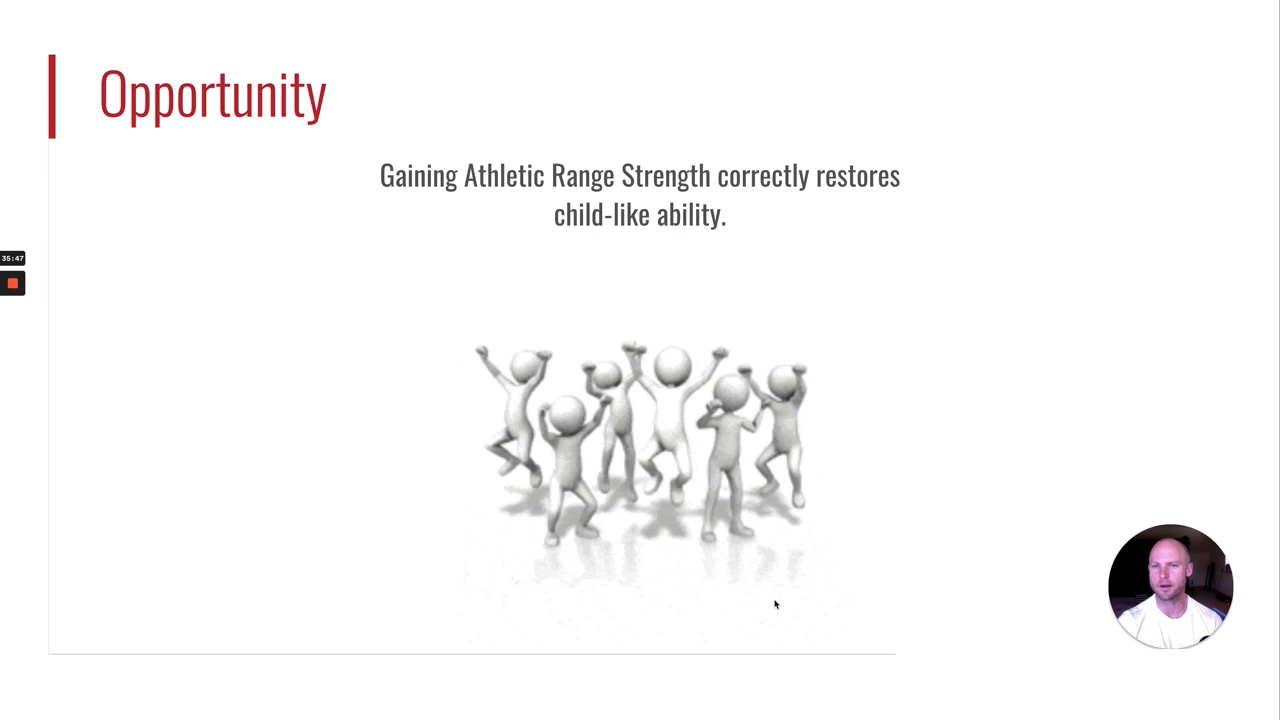 Opportunity
Gaining Athletic Range Strength correctly restores
child-like ability.
35:47